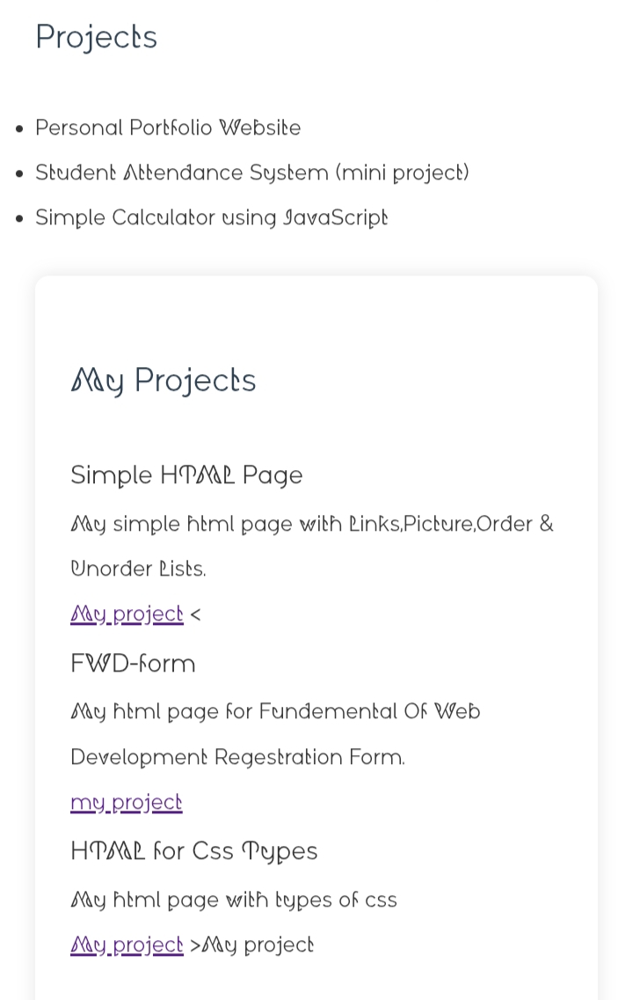 Projects
Personal Portfolio Website
Student Attendance System (mini project)
Simple Calculator using JavaScript
My Projects
Simple HTML Page
My simple html page with Links,Picture,Order &
Unorder Lists.
My project <
FWD-form
My html page for Fundemental Of Web
Development Regestration Form.
my project
HTML for Css Types
My html page with types of css
My project >My project